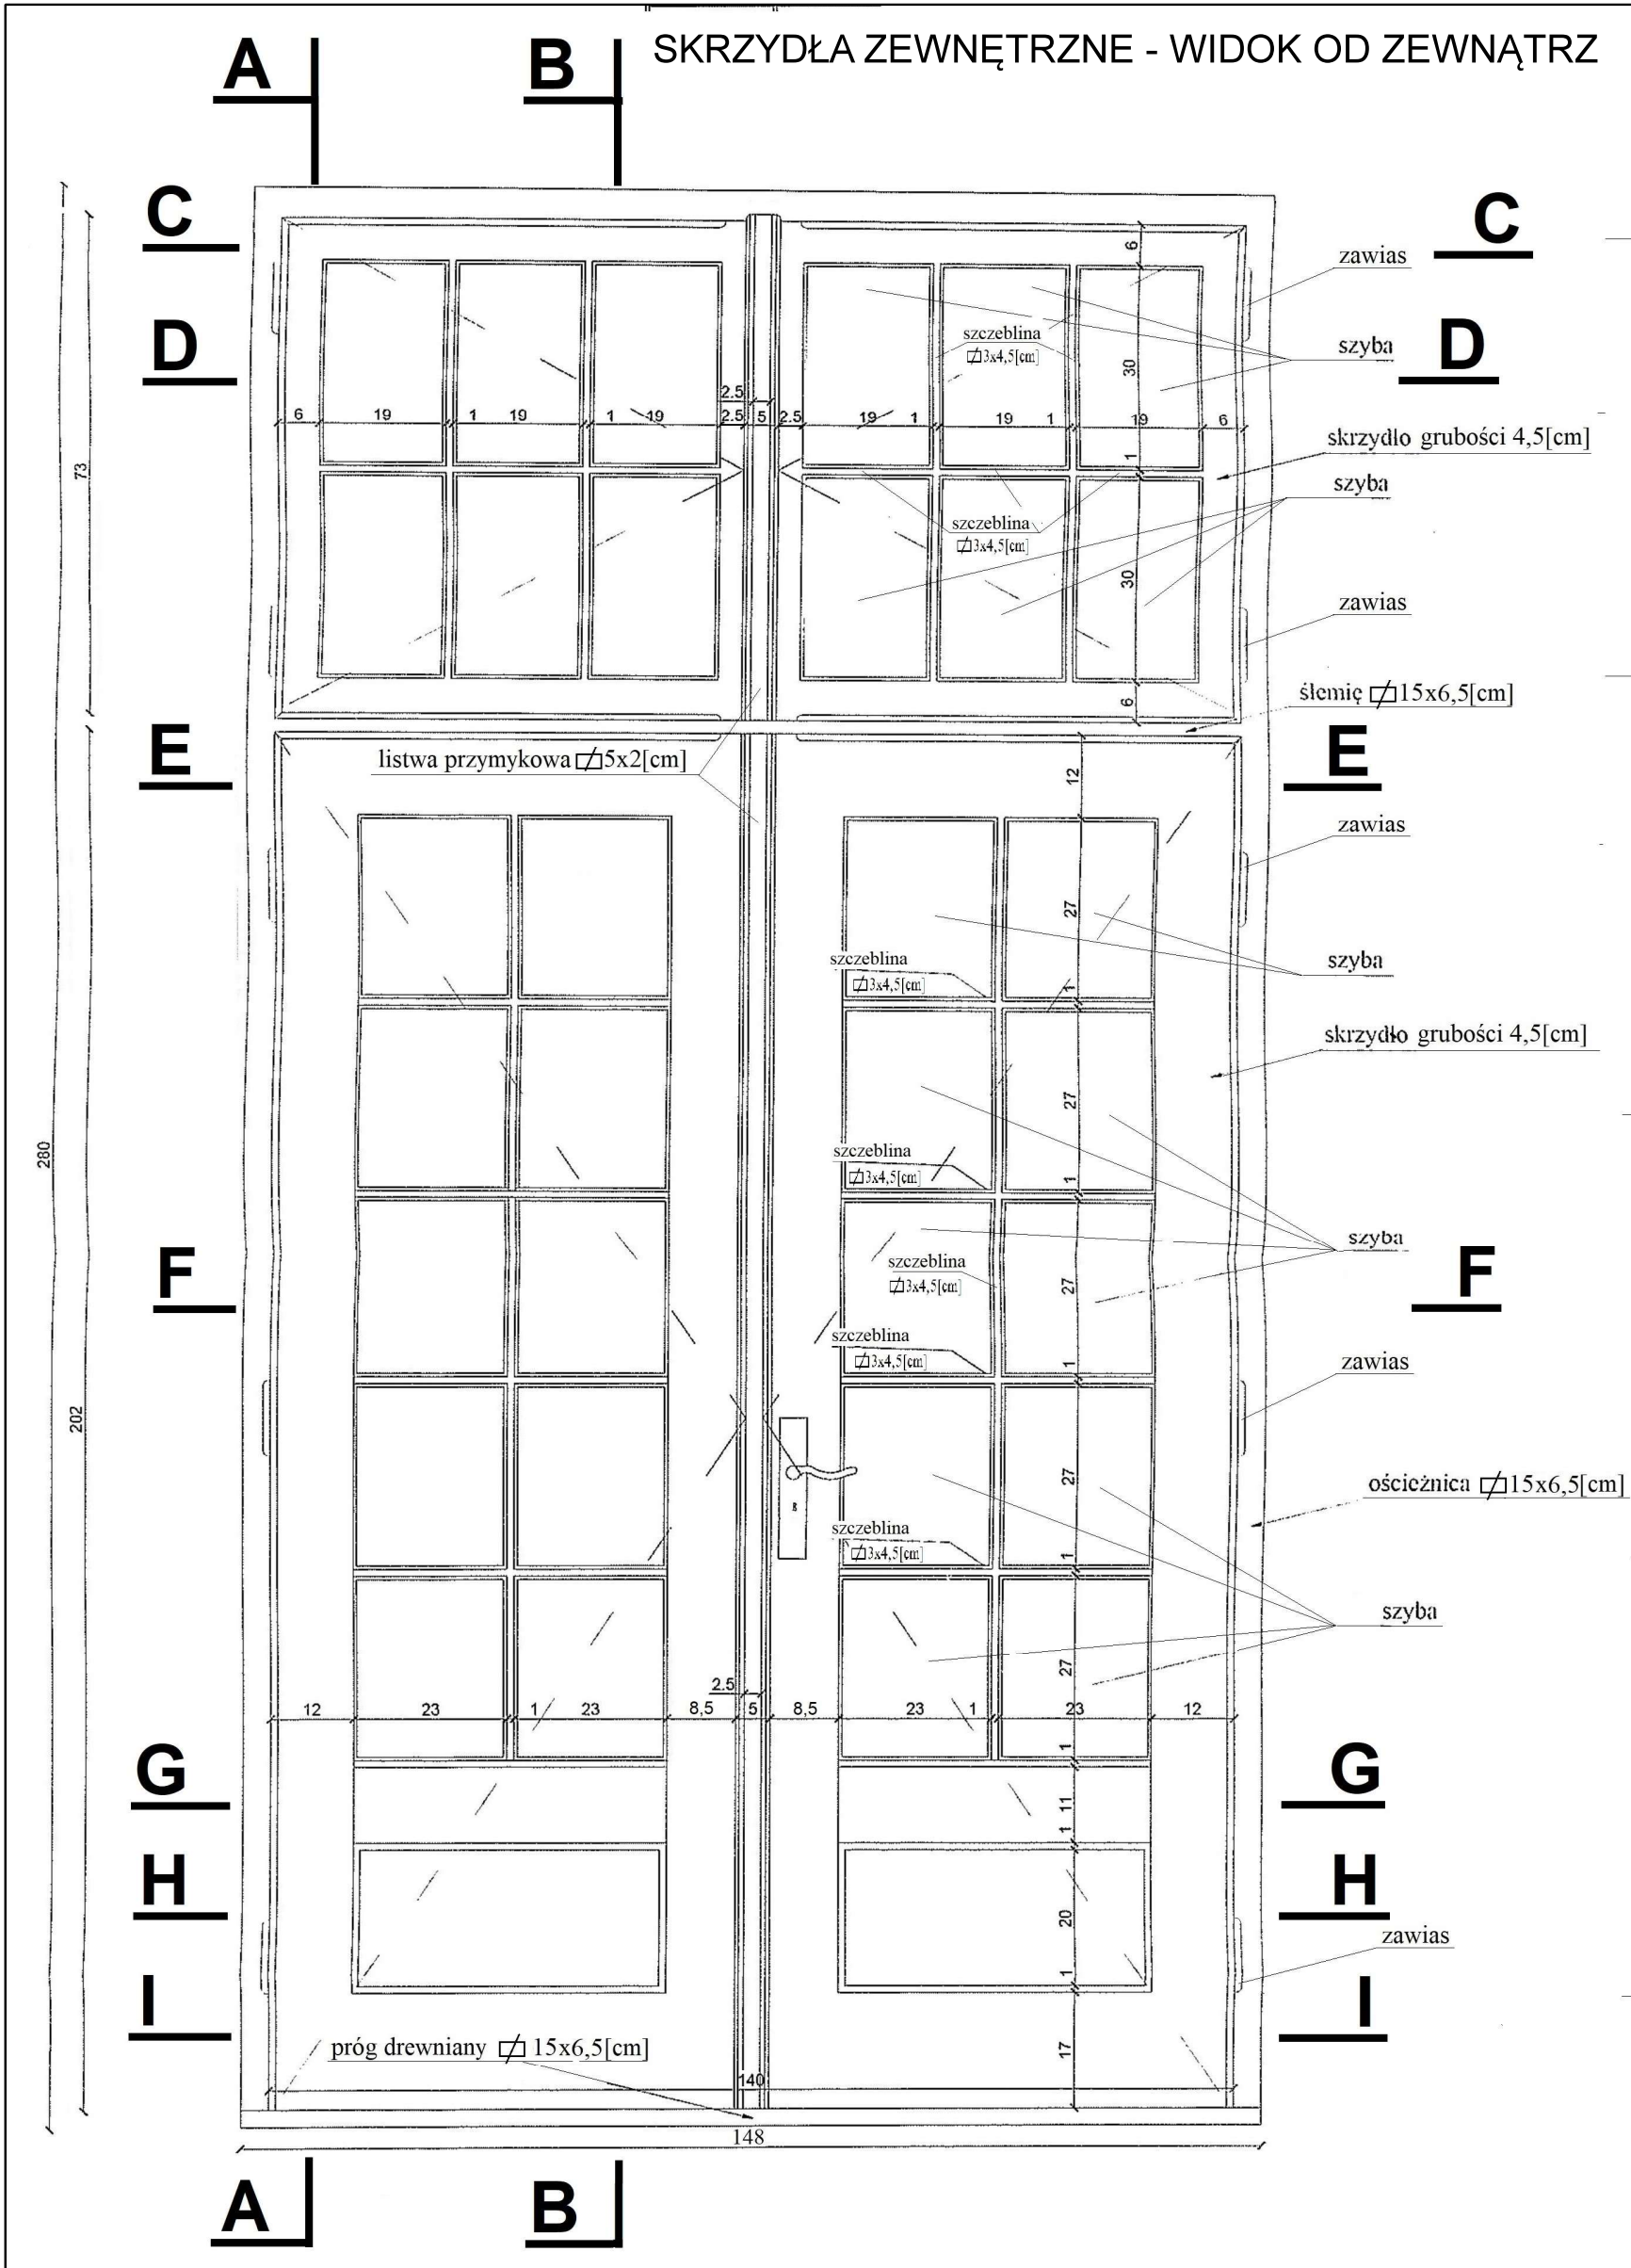 SKRZYDŁA ZEWNĘTRZNE - WIDOK OD ZEWNĄTRZ
A
B
C
C
zawias
6
D
szczeblina
3x4,5[cm]
30
szyba
D
2.5
6
19
1
19
1
19
2.5
5
2.5
19
1
19
1
19
6
skrzydło grubości 4,5[cm]
1
73
szyba
szczeblina
3x4,5[cm]
30
zawias
6
ślemię 15x6,5[cm]
E
listwa przymykowa 5x2[cm]
E
12
zawias
27
szczeblina
3x4,5[cm]
1
szyba
skrzydło grubości 4,5[cm]
27
280
szczeblina
3x4,5[cm]
1
szyba
F
szczeblina
3x4,5[cm]
27
F
szczeblina
3x4,5[cm]
1
zawias
202
27
ościeżnica 15x6,5[cm]
szczeblina
3x4,5[cm]
1
szyba
27
2.5
12
23
1
23
8,5
5
8,5
23
1
23
12
1
G
11
G
1
H
20
H
zawias
1
I
I
próg drewniany 15x6,5[cm]
17
140
148
A
B